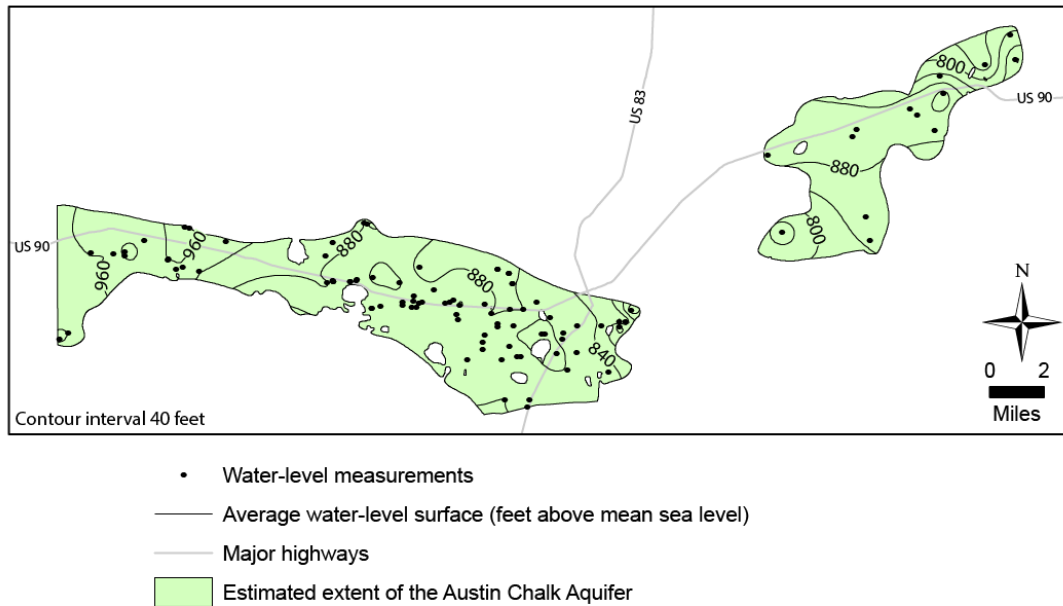 800
US 83
US 90
880
800
US 90
960
880
960
880
840
N
0 2
Miles
Contour interval 40 feet
Water-level measurements
Average water-level surface (feet above mean sea level)
Major highways
Estimated extent of the Austin Chalk Aquifer